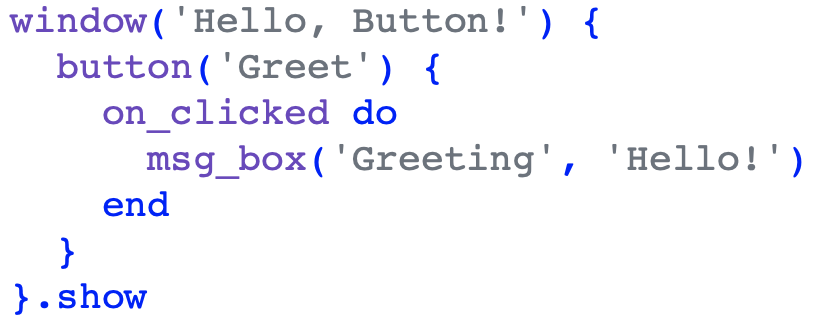 window('Hello, Button!') {
  button('Greet') {
    on_clicked do
      msg_box('Greeting', 'Hello!')
    end
  }
}.show